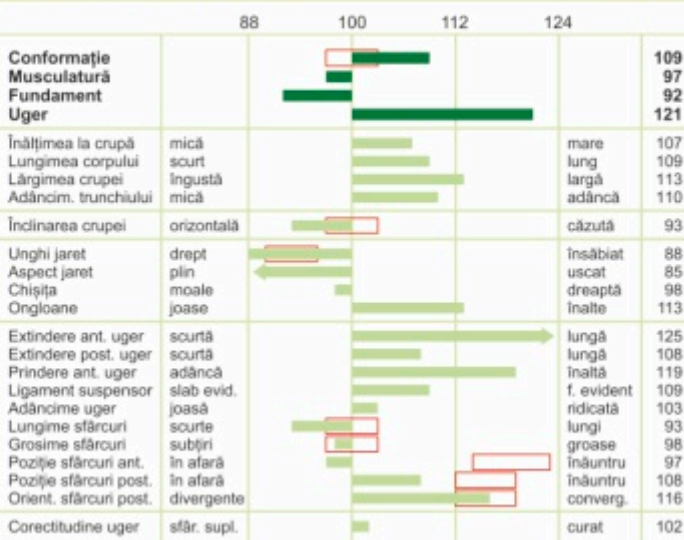 88 100 112 124
Conformație 109
Musculatură 97
Fundament 92
Uger 121
Înălțimea la crupă mică mare 107
Lungimea corpului scurt lung 109
Lărgimea crupei îngustă largă 113
Adâncim. trunchiului mică adâncă 110
Înclinarea crupei orizontală căzută 93
Unghi jaret drept însăbiat 88
Aspect jaret plin uscat 85
Chișița moale dreaptă 98
Ongloane joase înalte 113
Extindere ant. uger scurtă lungă 125
Extindere post. uger scurtă lungă 108
Prindere ant. uger adâncă înaltă 119
Ligament suspensor slab evid. f. evident 109
Adâncime uger joasă ridicată 103
Lungime sfârcuri scurte lungi 93
Grosime sfârcuri subțiri groase 98
Poziție sfârcuri ant. în afară înăuntru 97
Poziție sfârcuri post. în afară înăuntru 108
Orient. sfârcuri post. divergente converg. 116
Corectitudine uger sfâr. supl. curat 102